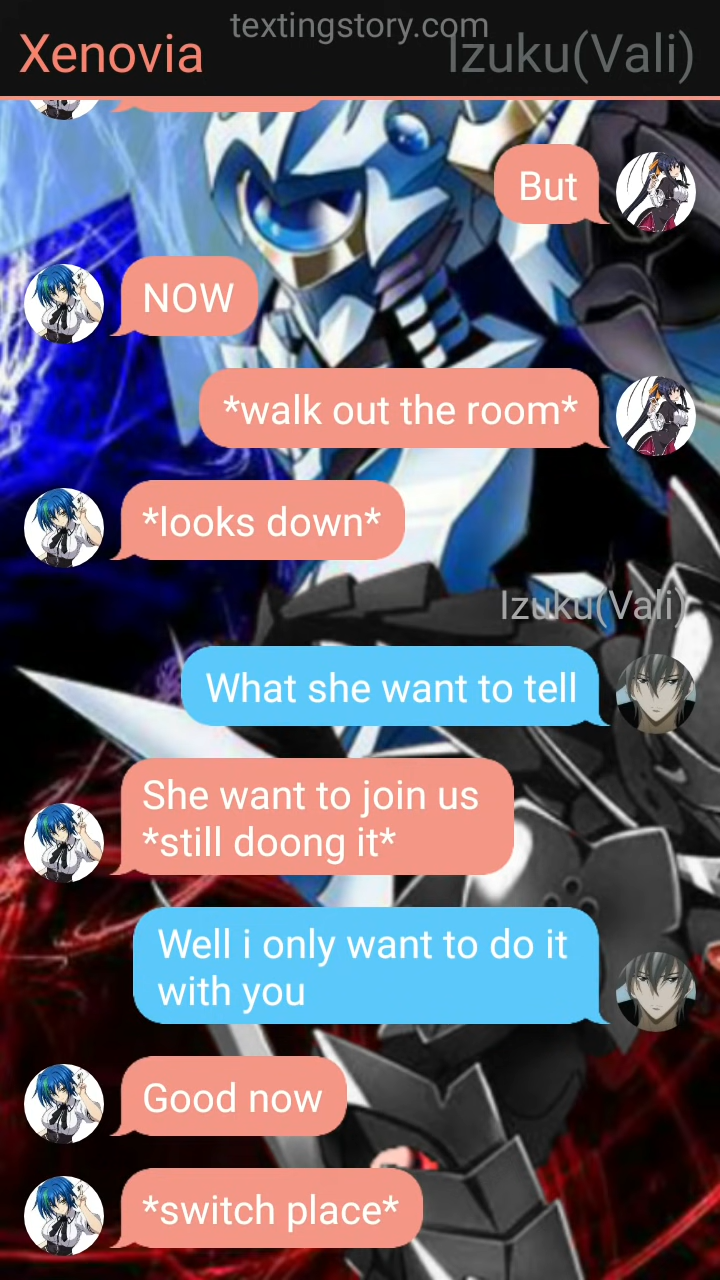 textingstory.com
Xenovia
Izuku(Vali)
But
NOW
*walk out the room*
*looks down*
Izuku(Vali)
What she want to tell
She want to join us
*still doong it*
Well i only want to do it
with you
Good now
*switch place*